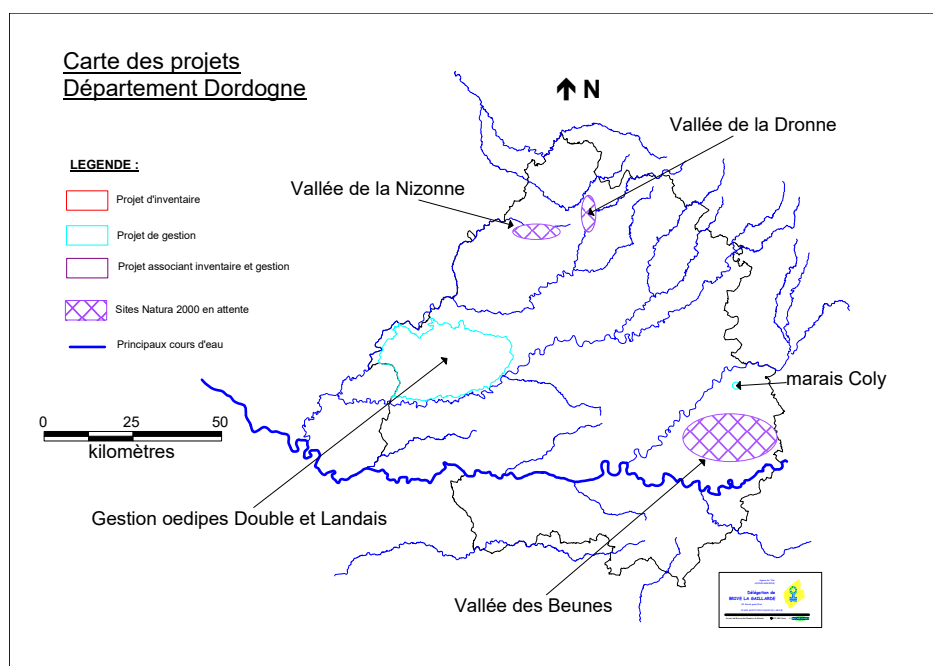 Carte des projets
Département Dordogne
N
Vallée de la Dronne
Vallée de la Nizonne
LEGENDE :
Projet d'inventaire
Projet de gestion
Projet associant inventaire et gestion
Sites Natura 2000 en attente
Principaux cours d'eau
marais Coly
0 25 50
kilomètres
Gestion oedipes Double et Landais
Vallée des Beunes
Délégation de
BRIVE LA GAILLARDE